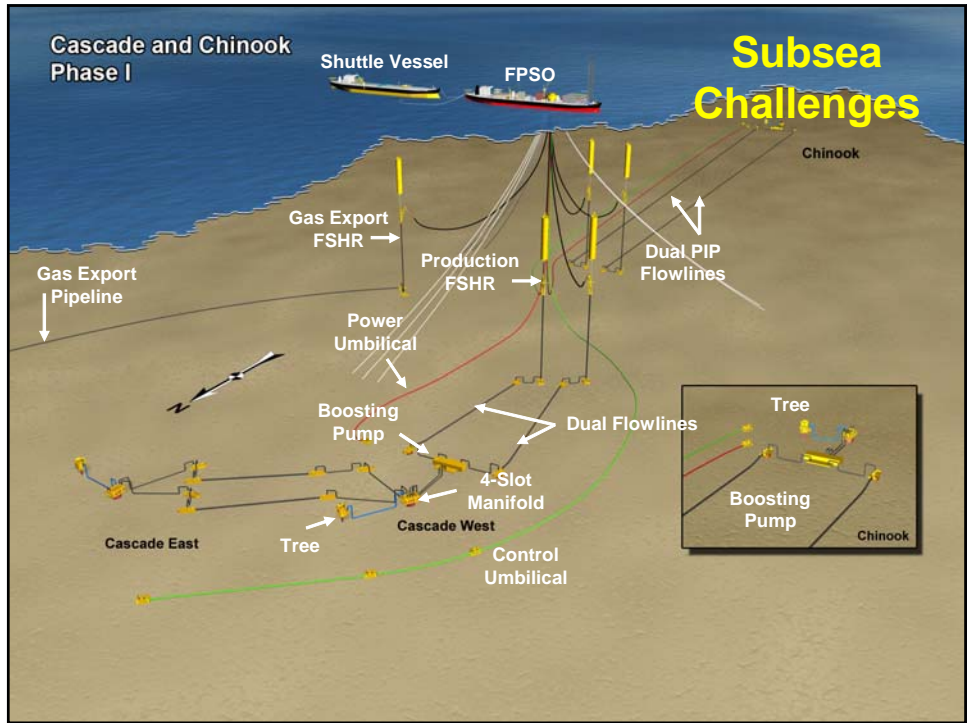 Cascade and Chinook
Phase I
Subsea
Challenges
Shuttle Vessel
FPSO
Chinook
Gas Export
FSHR
Dual PIP
Flowlines
Production
FSHR
Gas Export
Pipeline
Power
Umbilical
N
Boosting
Pump
Dual Flowlines
Tree
4-Slot
Manifold
Boosting
Pump
Cascade West
Chinook
Cascade East
Tree
Control
Umbilical